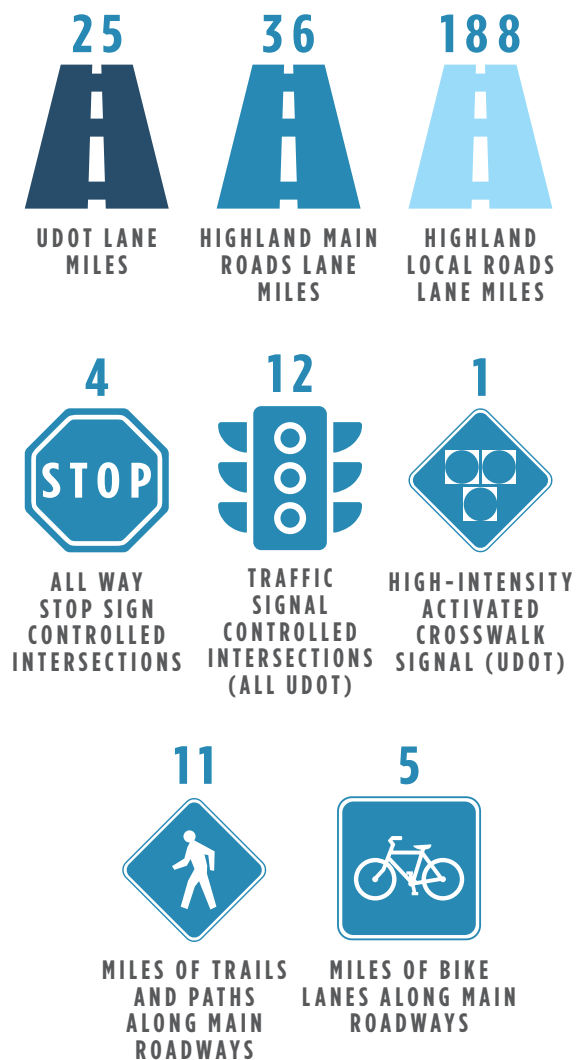 25
UDOT LANE
MILES
36
HIGHLAND MAIN
ROADS LANE
MILES
188
HIGHLAND
LOCAL ROADS
LANE MILES
4
STOP
ALL WAY
STOP SIGN
CONTROLLED
INTERSECTIONS
12
TRAFFIC
SIGNAL
CONTROLLED
INTERSECTIONS
(ALL UDOT)
1
HIGH-INTENSITY
ACTIVATED
CROSSWALK
SIGNAL (UDOT)
11
MILES OF TRAILS
AND PATHS
ALONG MAIN
ROADWAYS
5
MILES OF BIKE
LANES ALONG MAIN
ROADWAYS